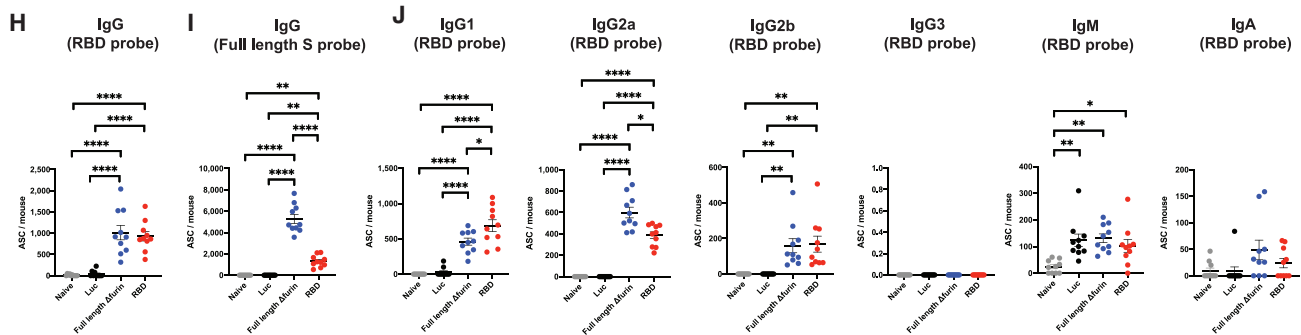 H
IgG
(RBD probe)
****
****
****
ASC / mouse
2,500
2,000
1,500
1,000
500
0
Naive
Luc
Full length Δfurin
RBD
I
IgG
(Full length S probe)
**
**
****
****
****
ASC / mouse
10,000
8,000
6,000
4,000
2,000
0
Naive
Luc
Full length Δfurin
RBD
J
IgG1
(RBD probe)
****
****
*
****
****
ASC / mouse
1,500
1,000
500
0
Naive
Luc
Full length Δfurin
RBD
IgG2a
(RBD probe)
****
****
*
****
****
ASC / mouse
1,000
800
600
400
200
0
Naive
Luc
Full length Δfurin
RBD
IgG2b
(RBD probe)
**
**
**
**
ASC / mouse
600
400
200
0
Naive
Luc
Full length Δfurin
RBD
IgG3
(RBD probe)
ASC / mouse
1.0
0.8
0.6
0.4
0.2
0.0
Naive
Luc
Full length Δfurin
RBD
IgM
(RBD probe)
*
**
**
ASC / mouse
400
300
200
100
0
Naive
Luc
Full length Δfurin
RBD
IgA
(RBD probe)
ASC / mouse
200
150
100
50
0
Naive
Luc
Full length Δfurin
RBD